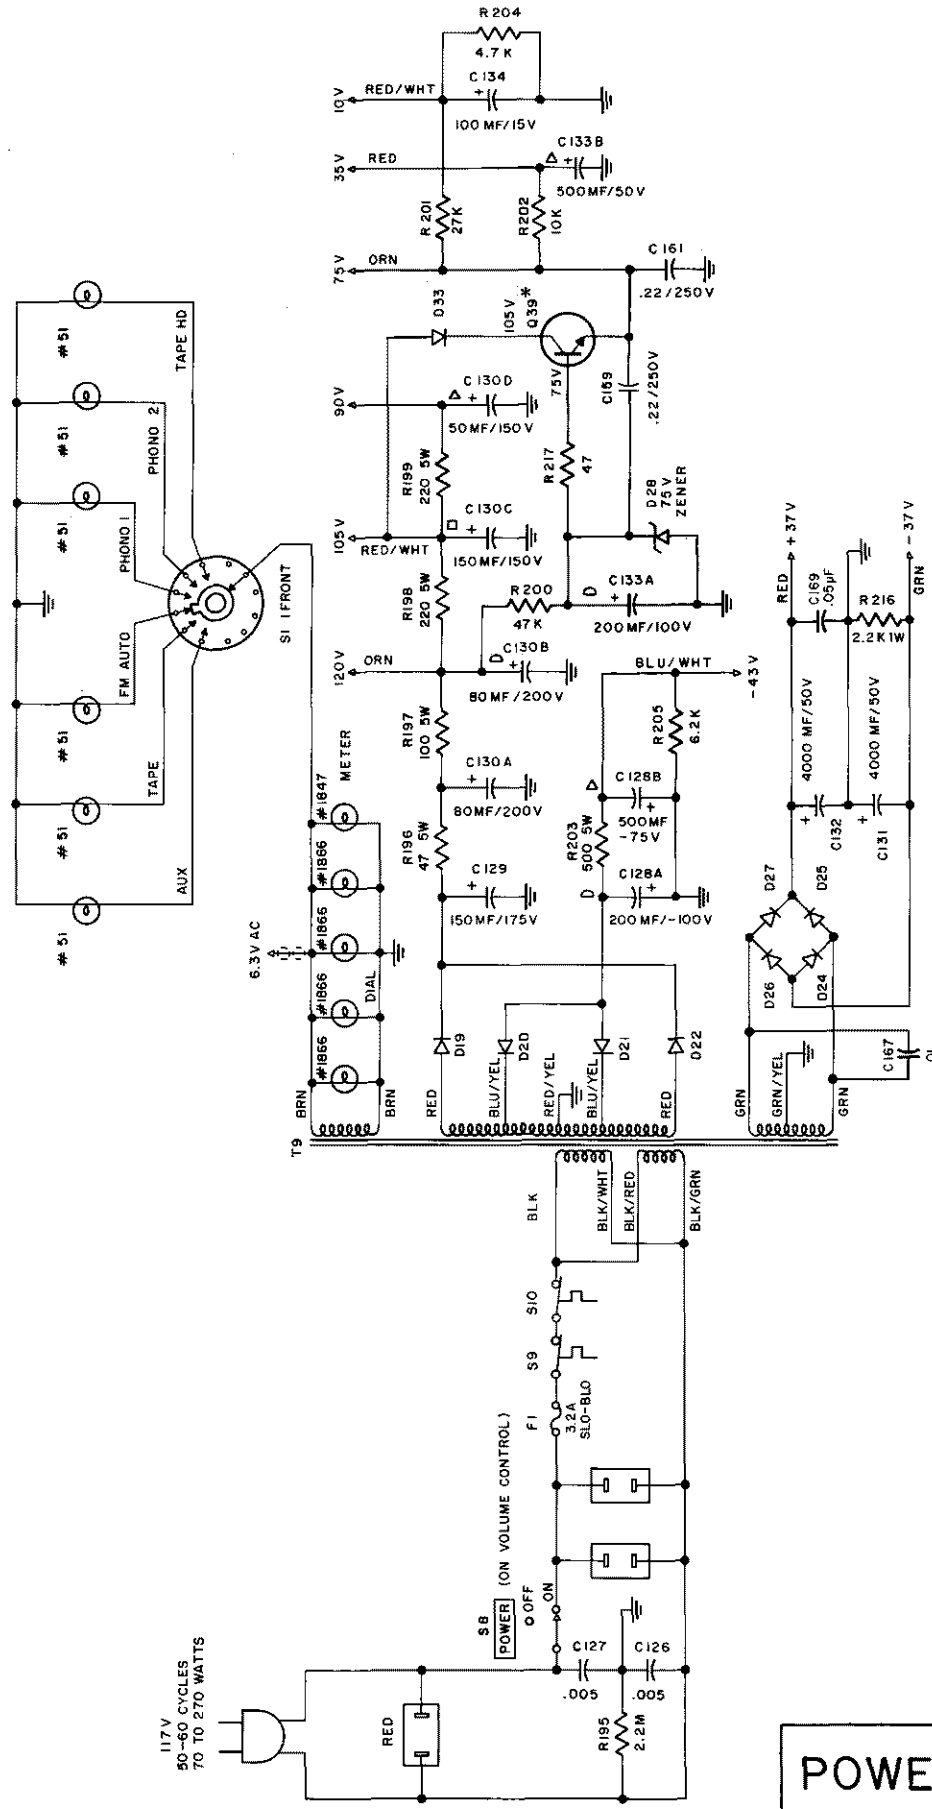 R204
4.7K
C134
+
100MF/15V
10V
RED/WHT
C133B
+
500MF/50V
35V
RED
R201
27K
R202
10K
75V
ORN
C161
.22/250V
D33
105V
Q39*
75V
C159
.22/250V
90V
C130D
+
50MF/150V
R199
220 5W
R217
47
D28
75V
ZENER
105V
RED/WHT
C130C
+
150MF/150V
R198
220 5W
R200
47K
C133A
+
200MF/100V
120V
ORN
C130B
+
80MF/200V
BLU/WHT
-43V
R197
100 5W
C130A
+
80MF/200V
R205
6.2K
R196
47 5W
C129
+
150MF/175V
R203
500 5W
C128B
+
500MF
-75V
D
C128A
+
200MF/-100V
TAPE HD
PHONO 2
PHONO 1
FM AUTO
TAPE
AUX
#51
#51
#51
#51
#51
#51
S1 FRONT
6.3V AC
#1847
METER
#1866
#1866
#1866
#1866
DIAL
BRN
BRN
T9
RED
D19
BLU/YEL
D20
RED/YEL
BLU/YEL
D21
RED
D22
GRN
GRN/YEL
GRN
C167
D26
D27
D24
D25
C132
+
4000 MF/50V
C131
+
4000 MF/50V
RED
+37V
C169
.05µF
R216
2.2K 1W
-37V
GRN
BLK
BLK/WHT
BLK/RED
BLK/GRN
S10
S9
F1
3.2A
SLO-BLO
S8
POWER (ON VOLUME CONTROL)
OFF
ON
C127
.005
C126
.005
R195
2.2M
RED
117V
50-60 CYCLES
70 TO 270 WATTS
POWE